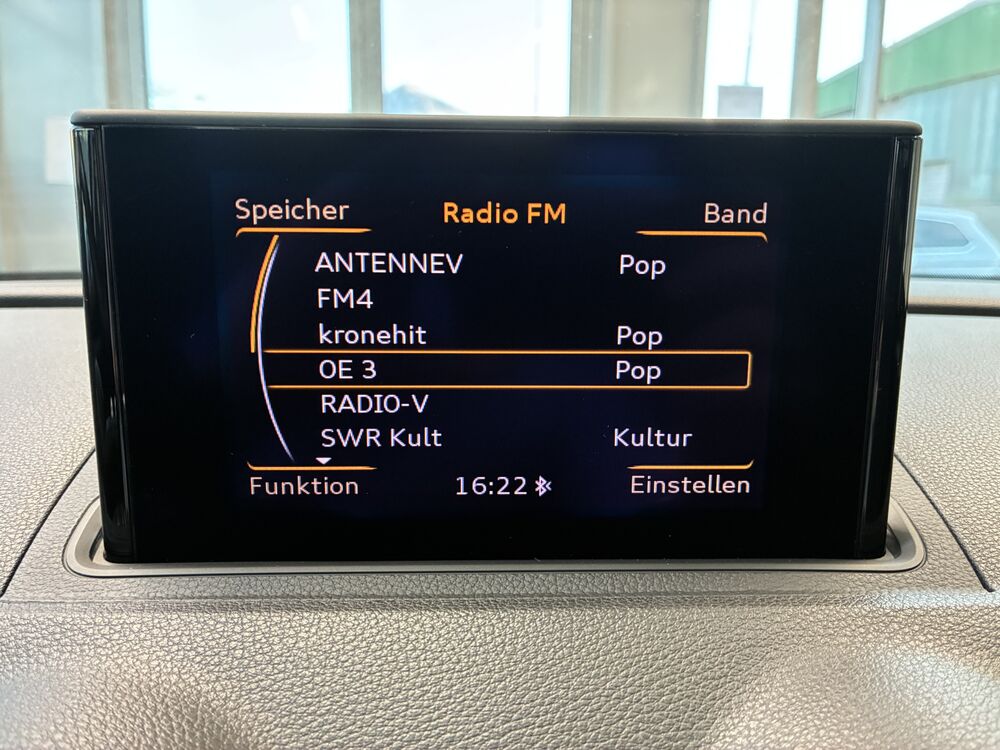 Speicher Radio FM Band
ANTENNEV Pop
FM4
kronehit Pop
OE 3 Pop
RADIO-V
SWR Kult Kultur
Funktion 16:22 Einstellen